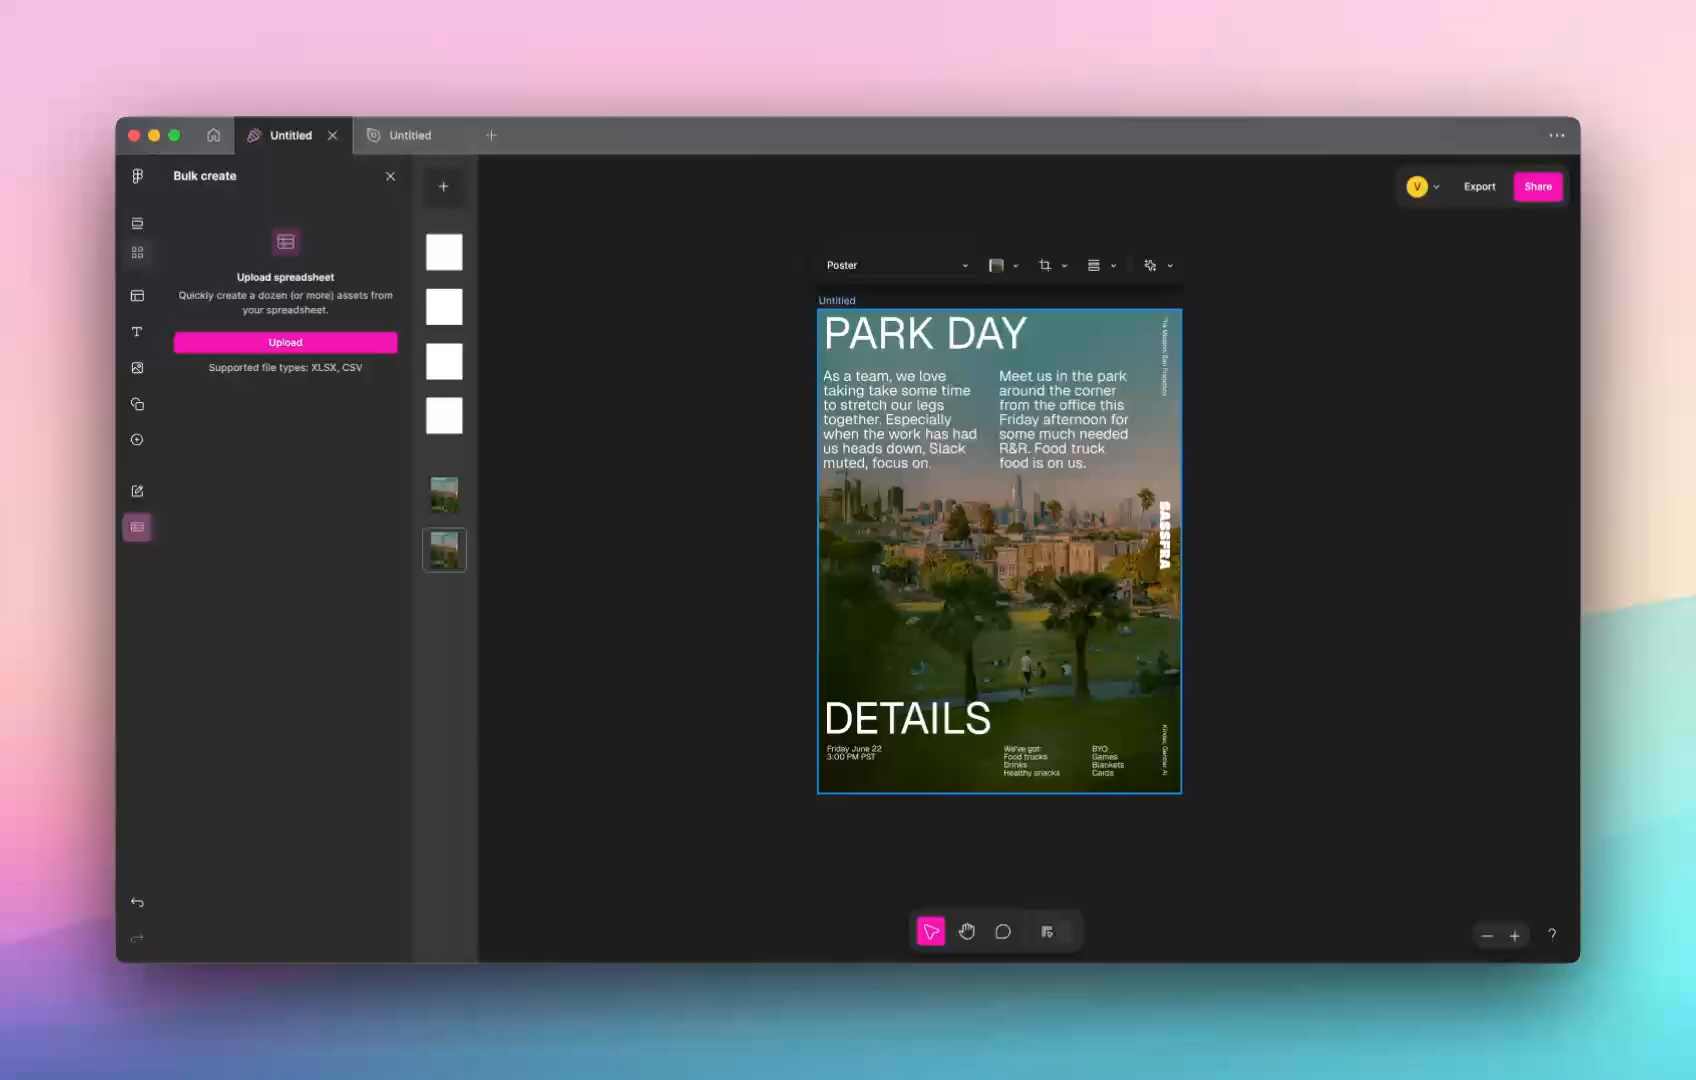 Untitled
Untitled
Bulk create
Upload spreadsheet
Quickly create a dozen (or more) assets from
your spreadsheet.
Upload
Supported file types: XLSX, CSV
V
Export
Share
Poster
Untitled
PARK DAY
As a team, we love
taking take some time
to stretch our legs
together. Especially
when the work has had
us heads down, Slack
muted, focus on.
Meet us in the park
around the corner
from the office this
Friday afternoon for
some much needed
R&R. Food truck
food is on us.
The Mission San Francisco
SASSFRA
DETAILS
Friday June 22
3:00 PM PST
We've got:
Food trucks
Drinks
Healthy snacks
BYO:
Games
Blankets
Cards
?